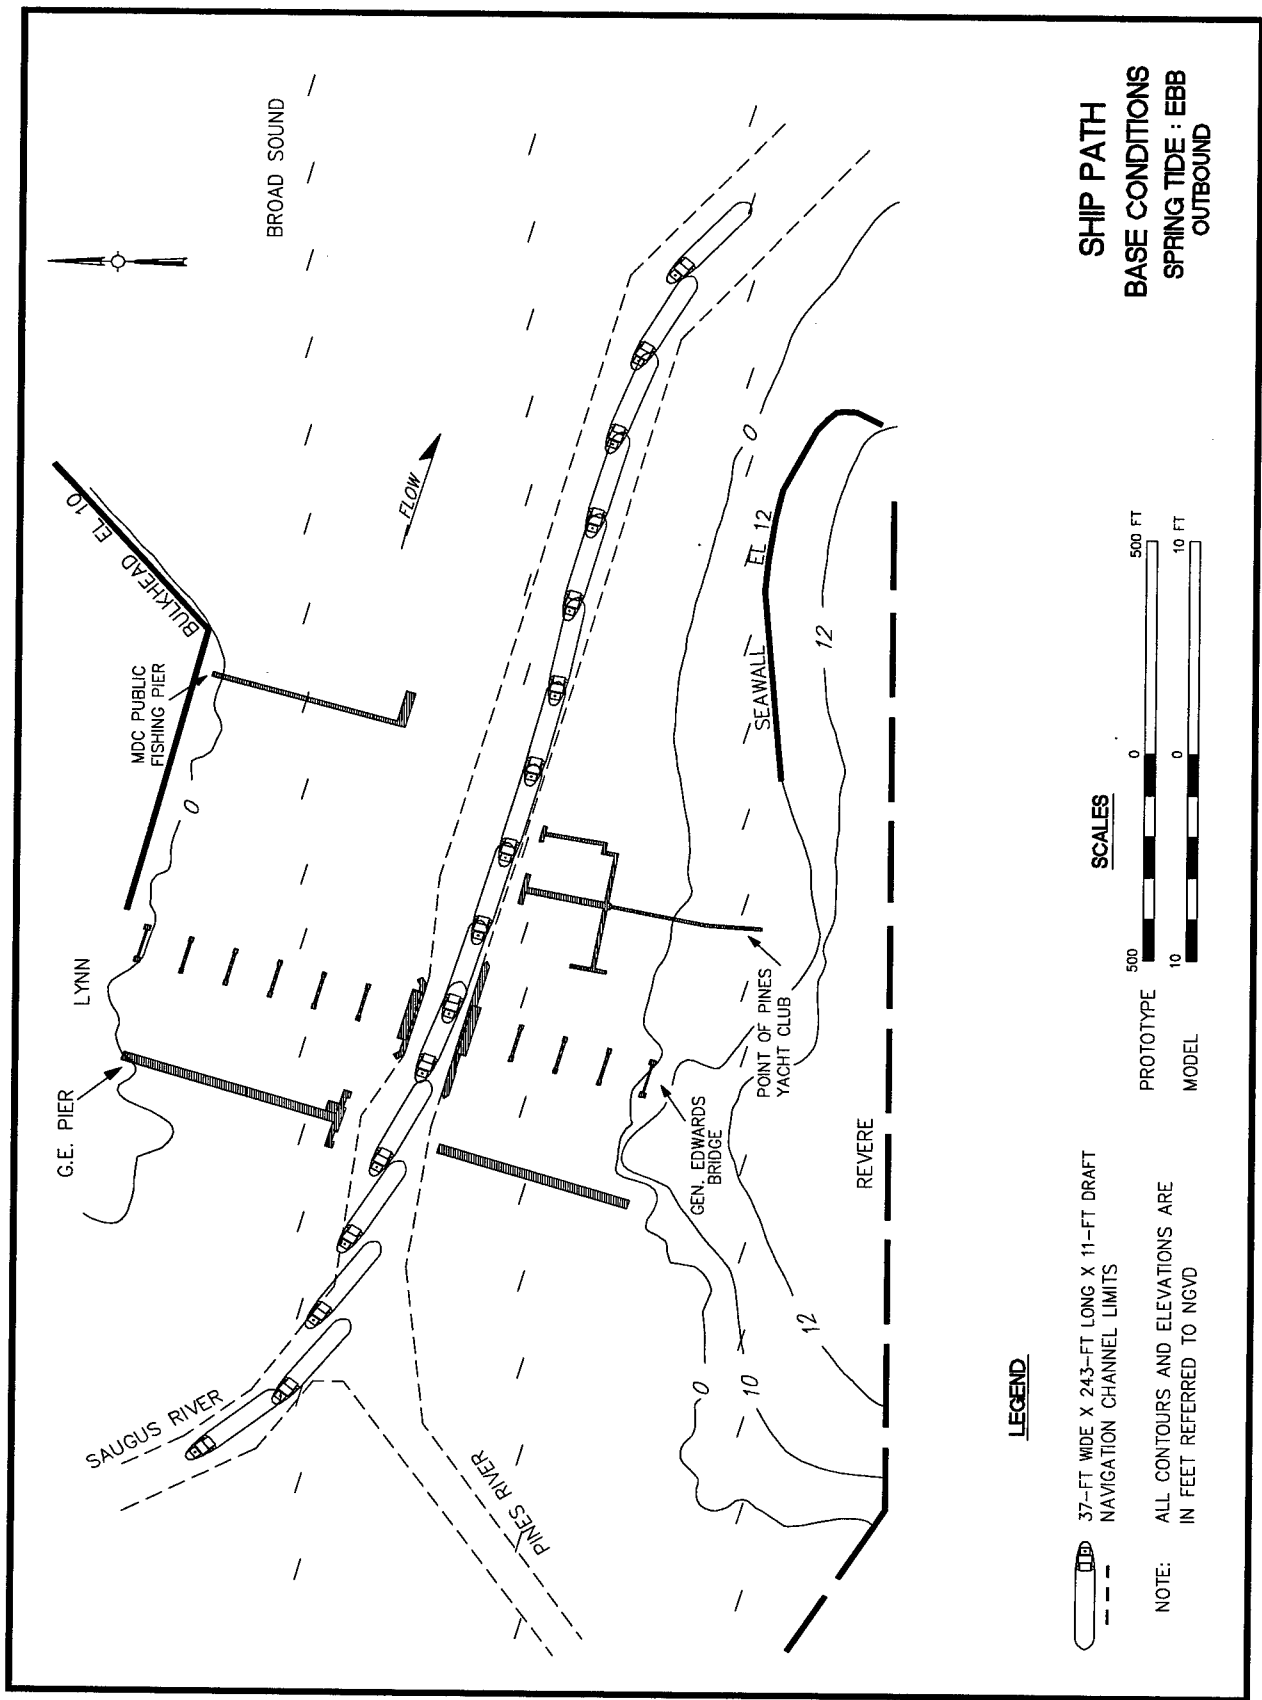 SHIP PATH
BASE CONDITIONS
SPRING TIDE : EBB
OUTBOUND
BROAD SOUND
FLOW
BULKHEAD EL 10
MDC PUBLIC
FISHING PIER
0
LYNN
G.E. PIER
SAUGUS RIVER
PINES RIVER
GEN. EDWARDS
BRIDGE
POINT OF PINES
YACHT CLUB
SEAWALL EL 12
0
12
0
10
12
REVERE
SCALES
PROTOTYPE 500 0 500 FT
MODEL 10 0 10 FT
LEGEND
37-FT WIDE X 243-FT LONG X 11-FT DRAFT
NAVIGATION CHANNEL LIMITS
NOTE: ALL CONTOURS AND ELEVATIONS ARE
IN FEET REFERRED TO NGVD